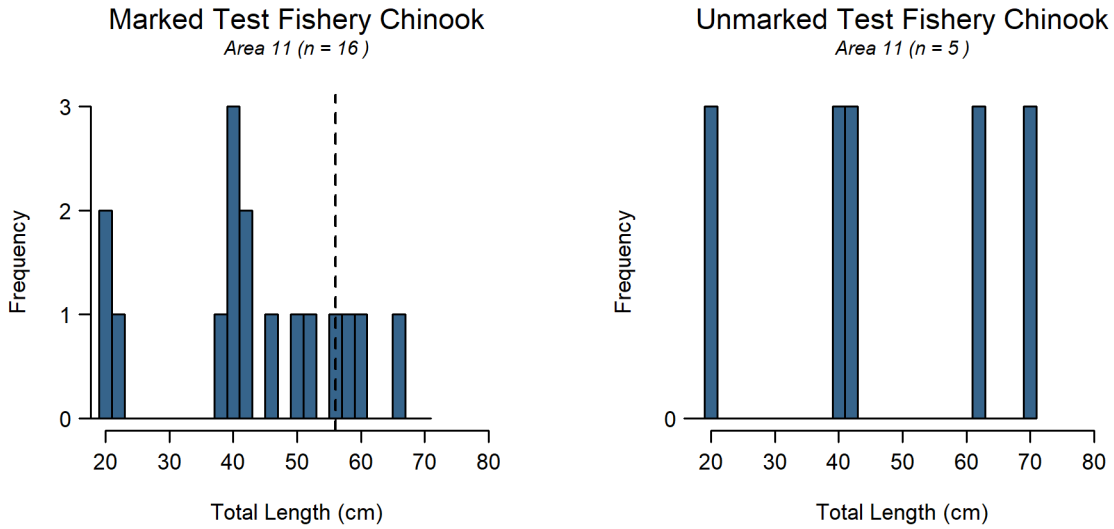 Marked Test Fishery Chinook
Area 11 (n = 16 )
3
2
1
0
Frequency
20 30 40 50 60 70 80
Total Length (cm)
Unmarked Test Fishery Chinook
Area 11 (n = 5 )
0
Frequency
20 30 40 50 60 70 80
Total Length (cm)